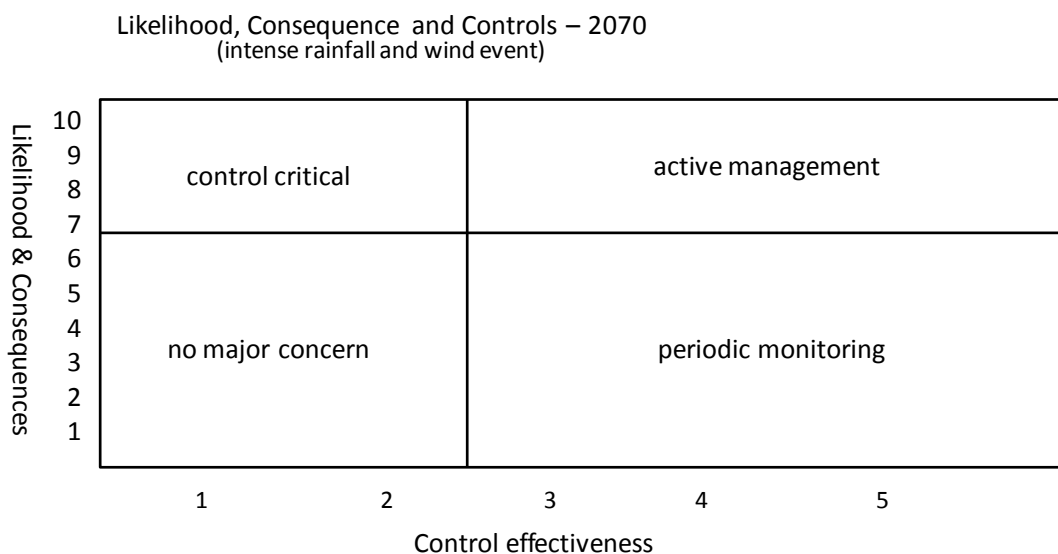 Likelihood, Consequence and Controls – 2070
(intense rainfall and wind event)
Likelihood & Consequences
10
9
8
7
6
5
4
3
2
1
control critical
active management
no major concern
periodic monitoring
1 2 3 4 5
Control effectiveness